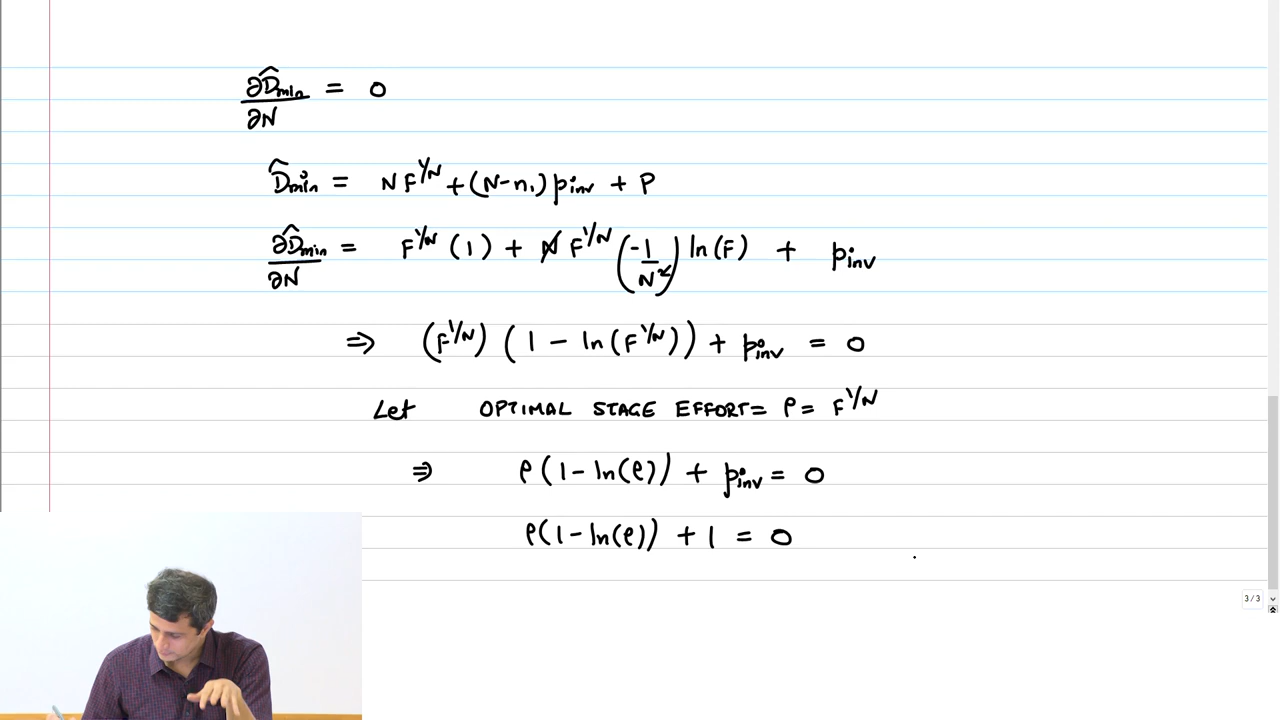 ∂D̂min/∂N = 0
D̂min = N F^1/N + (N-n₁) pinv + P
∂D̂min/∂N = F^1/N (1) + N F^1/N (-1/N²) ln(F) + pinv
⇒ (F^1/N) (1 - ln(F^1/N)) + pinv = 0
Let OPTIMAL STAGE EFFORT = ρ = F^1/N
⇒ ρ(1-ln(ρ)) + pinv = 0
ρ(1-ln(ρ)) + 1 = 0
3/3